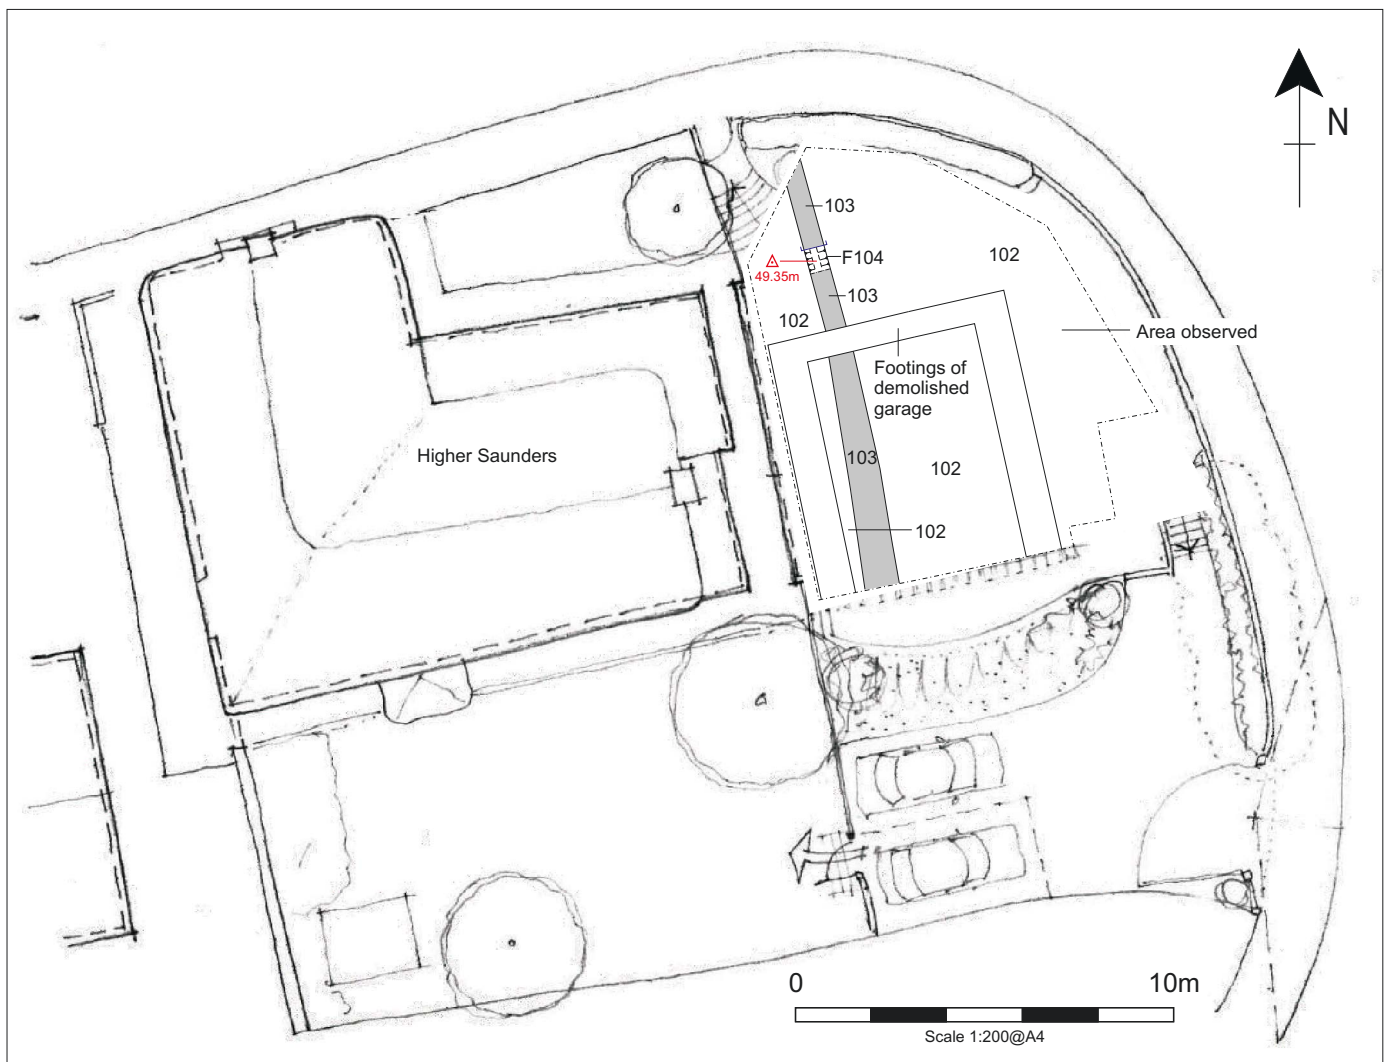 N
103
F104
102
49.35m
103
102
Area observed
Footings of
demolished
garage
Higher Saunders
103
102
102
0
10m
Scale 1:200@A4